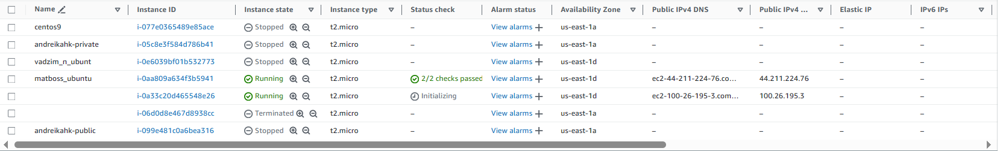 Name Instance ID Instance state Instance type Status check Alarm status Availability Zone Public IPv4 DNS Public IPv4 ... Elastic IP IPv6 IPs
centos9 i-077e0365489e85ace Stopped t2.micro – View alarms + us-east-1a – – – –
andreikahk-private i-05c8e3f584d786b41 Stopped t2.micro – View alarms + us-east-1a – – – –
vadzim_n_ubunt i-0e6039bf01b532773 Stopped t2.micro – View alarms + us-east-1d – – – –
matboss_ubuntu i-0aa809a634f3b5941 Running t2.micro 2/2 checks passed View alarms + us-east-1d ec2-44-211-224-76.co... 44.211.224.76 – –
i-0a33c20d465548e26 Running t2.micro Initializing View alarms + us-east-1d ec2-100-26-195-3.com... 100.26.195.3 – –
i-06d0d8e467d8938cc Terminated t2.micro – View alarms + us-east-1a – – – –
andreikahk-public i-099e481c0a6bea316 Stopped t2.micro – View alarms + us-east-1a – – – –